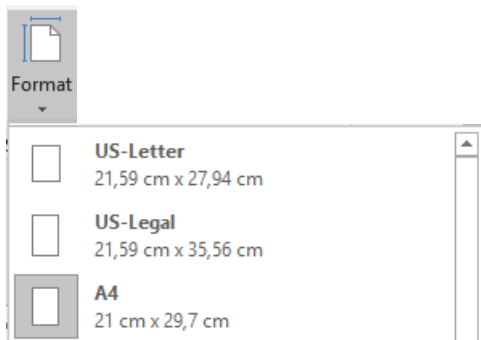 Format
US-Letter
21,59 cm x 27,94 cm
US-Legal
21,59 cm x 35,56 cm
A4
21 cm x 29,7 cm